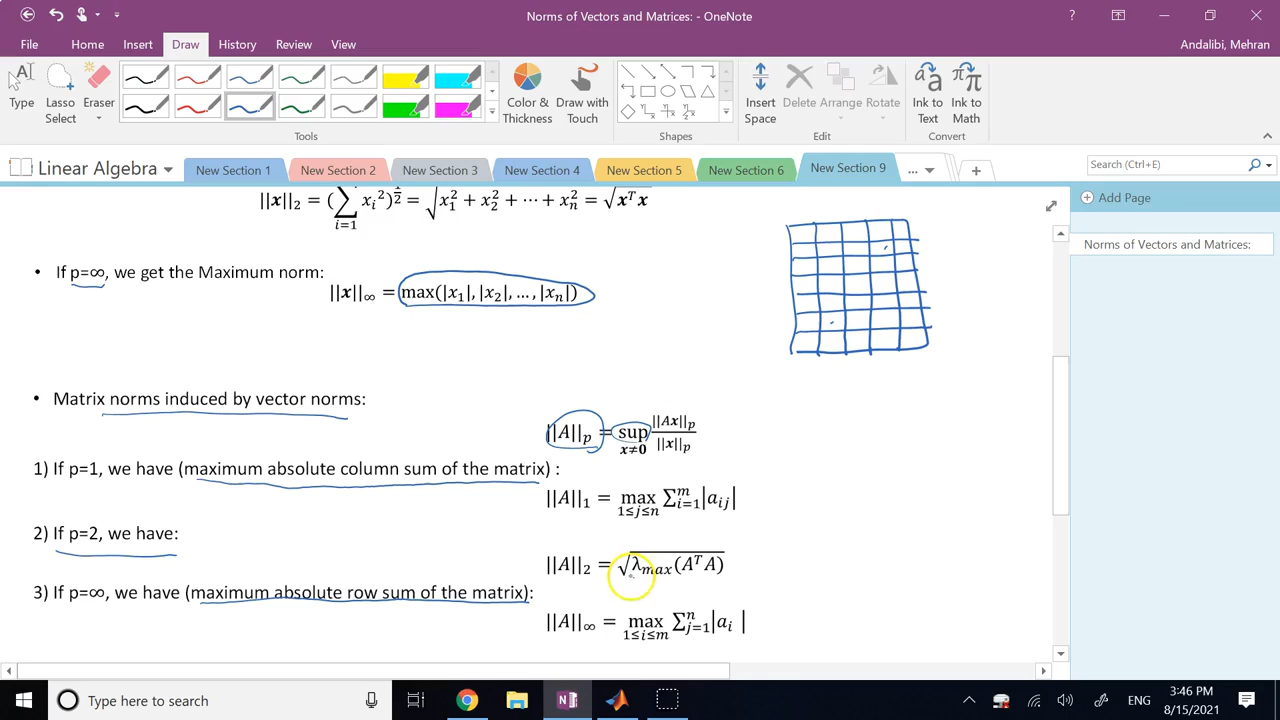 Norms of Vectors and Matrices: - OneNote
?
File Home Insert Draw History Review View
Andalibi, Mehran
Type Lasso Select Eraser Color & Thickness Draw with Touch Insert Space Delete Arrange Rotate Ink to Text Ink to Math
Tools Shapes Edit Convert
Linear Algebra New Section 1 New Section 2 New Section 3 New Section 4 New Section 5 New Section 6 New Section 9 ... +
Search (Ctrl+E)
Add Page
Norms of Vectors and Matrices:
||x||₂ = (∑ᵢ₌₁ xᵢ²)^½ = √(x₁² + x₂² + ⋯ + xₙ²) = √(xᵀx)
• If p=∞, we get the Maximum norm:
||x||∞ = max(|x₁|, |x₂|, … , |xₙ|)
• Matrix norms induced by vector norms:
||A||ₚ = sup x≠0 ||Ax||ₚ / ||x||ₚ
1) If p=1, we have (maximum absolute column sum of the matrix) :
||A||₁ = max 1≤j≤n ∑ᵢ₌₁ᵐ |aᵢⱼ|
2) If p=2, we have:
||A||₂ = √λₘₐₓ(AᵀA)
3) If p=∞, we have (maximum absolute row sum of the matrix):
||A||∞ = max 1≤i≤m ∑ⱼ₌₁ⁿ |aᵢ |
Type here to search
ENG
3:46 PM
8/15/2021